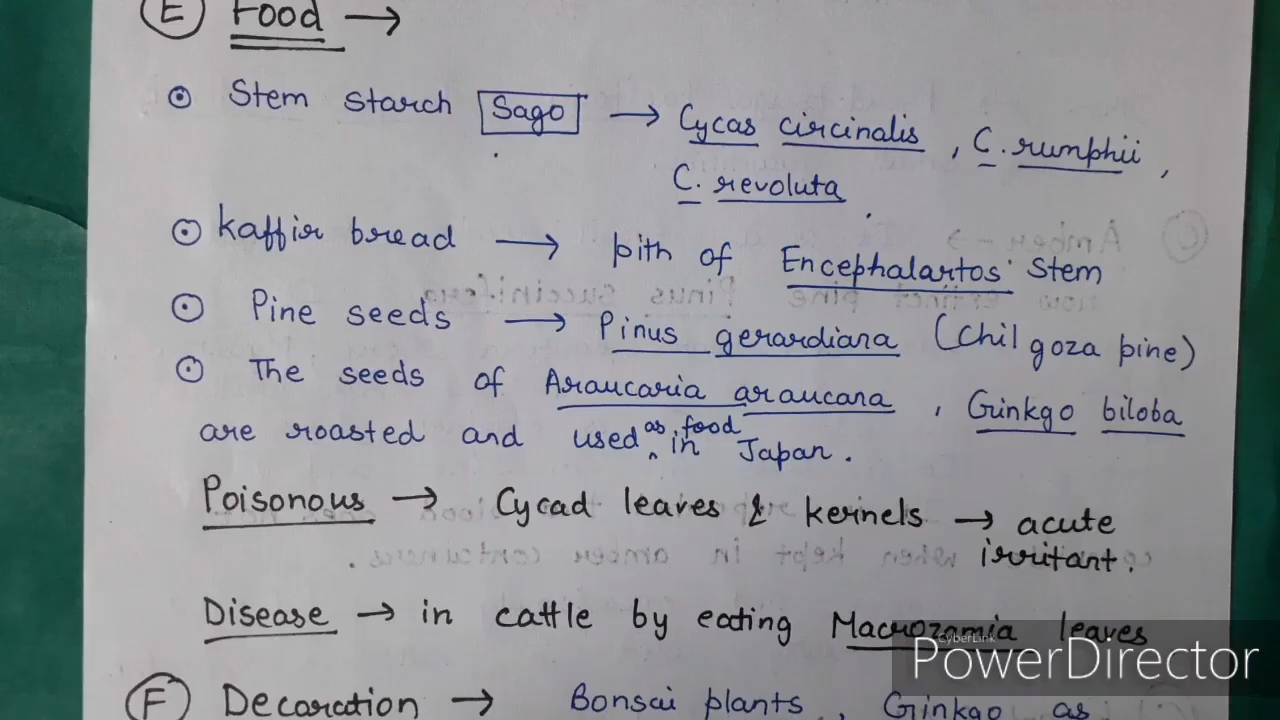 E Food →
Stem starch Sago → Cycas circinalis, C. rumphii,
C. revoluta
Kaffir bread → pith of Encephalartos stem
Pine seeds → Pinus gerardiana (Chilgoza pine)
The seeds of Araucaria araucana, Ginkgo biloba
are roasted and used as food in Japan.
Poisonous → Cycad leaves & kernels → acute
irritant.
Disease → in cattle by eating Macrozamia leaves
CyberLink
PowerDirector
F Decoration → Bonsai plants, Ginkgo as